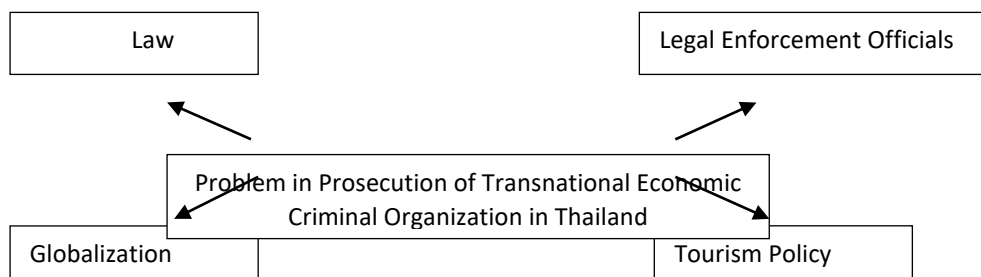 Law
Legal Enforcement Officials
Problem in Prosecution of Transnational Economic
Criminal Organization in Thailand
Globalization
Tourism Policy